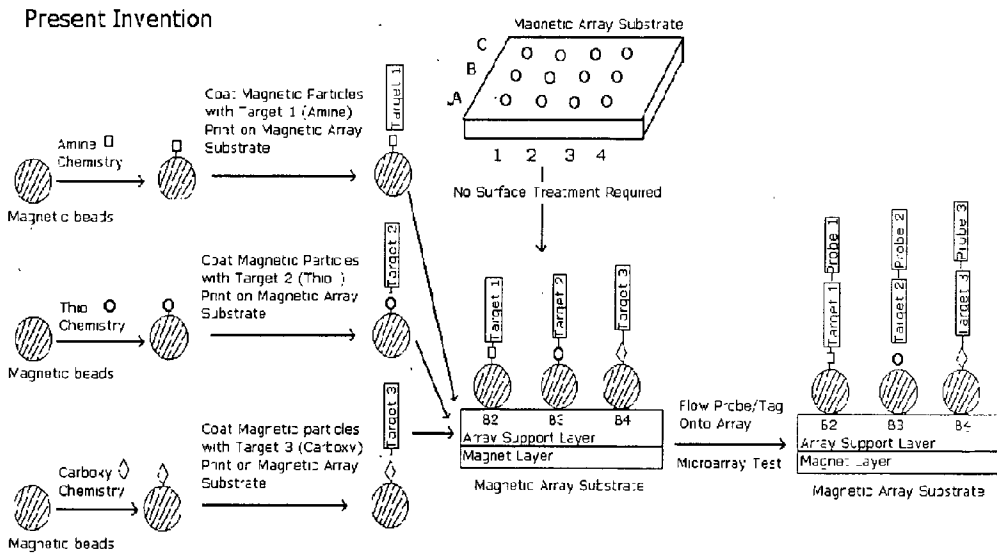 Present Invention
Magnetic Array Substrate
C
B
A
1 2 3 4
No Surface Treatment Required
Amine
Chemistry
Magnetic beads
Coat Magnetic Particles
with Target 1 (Amine)
Print on Magnetic Array
Substrate
Target 1
Thio
Chemistry
Magnetic beads
Coat Magnetic Particles
with Target 2 (Thio )
Print on Magnetic Array
Substrate
Target 2
Carboxy
Chemistry
Magnetic beads
Coat Magnetic particles
with Target 3 (Carboxy)
Print on Magnetic Array
Substrate
Target 3
Target 1
Target 2
Target 3
B2 B3 B4
Array Support Layer
Magnet Layer
Magnetic Array Substrate
Flow Probe/Tag
Onto Array
Microarray Test
Probe 1
Probe 2
Probe 3
Target 1
Target 2
Target 3
B2 B3 B4
Array Support Layer
Magnet Layer
Magnetic Array Substrate